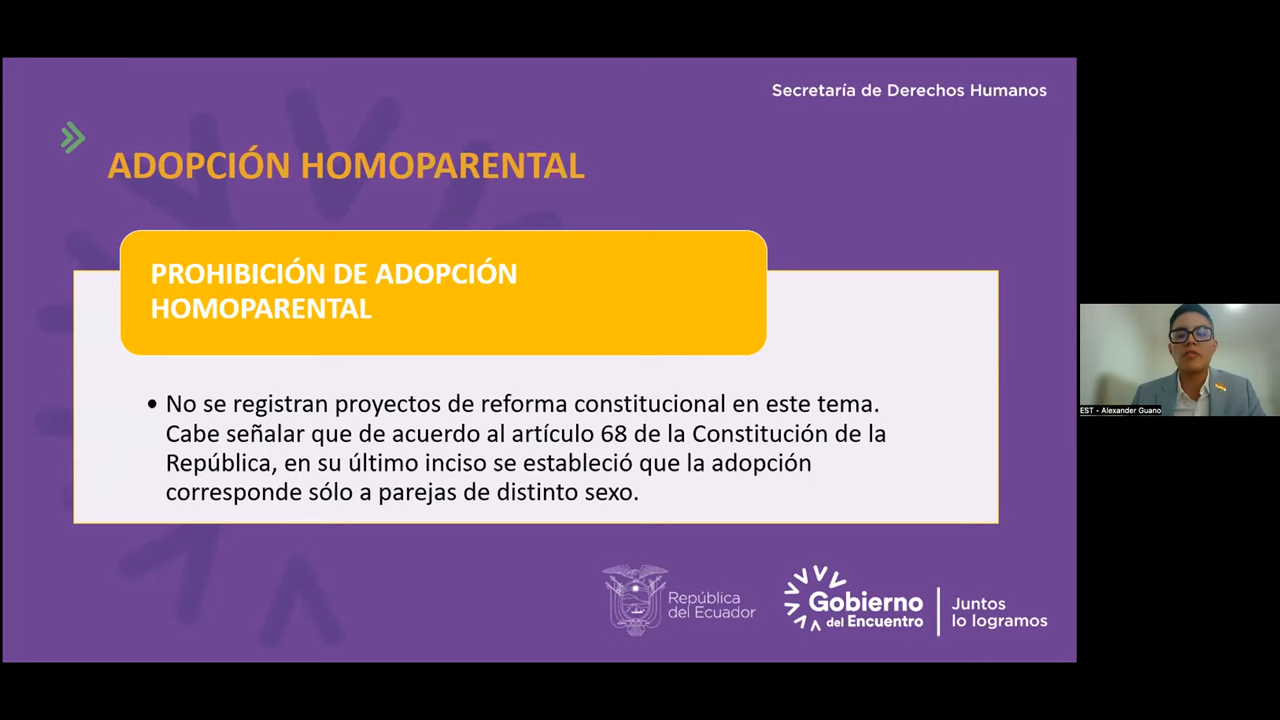 Secretaría de Derechos Humanos
ADOPCIÓN HOMOPARENTAL
PROHIBICIÓN DE ADOPCIÓN
HOMOPARENTAL
• No se registran proyectos de reforma constitucional en este tema.
Cabe señalar que de acuerdo al artículo 68 de la Constitución de la
República, en su último inciso se estableció que la adopción
corresponde sólo a parejas de distinto sexo.
República
del Ecuador
Gobierno
del Encuentro
Juntos
lo logramos
EST - Alexander Guano